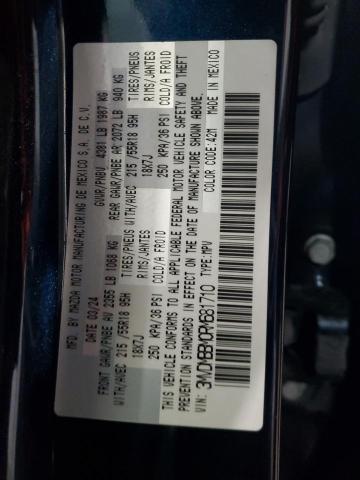 MFD. BY MAZDA MOTOR MANUFACTURING DE MEXICO S.A. DE C.V.
DATE: 03/24 GVWR/PNBV 4381 LB 1987 KG
FRONT GAWR/PNBE AV 2355 LB 1068 KG REAR GAWR/PNBE AR 2072 LB 940 KG
WITH/AVEC 215 /55R18 95H TIRES/PNEUS WITH/AVEC 215 /55R18 95H TIRES/PNEUS
18X7J RIMS/JANTES 18X7J RIMS/JANTES
250 KPA/36 PSI COLD/A FROID 250 KPA/36 PSI COLD/A FROID
THIS VEHICLE CONFORMS TO ALL APPLICABLE FEDERAL MOTOR VEHICLE SAFETY AND THEFT
PREVENTION STANDARDS IN EFFECT ON THE DATE OF MANUFACTURE SHOWN ABOVE.
COLOR CODE:42M MADE IN MEXICO
VIN: TYPE:MPV